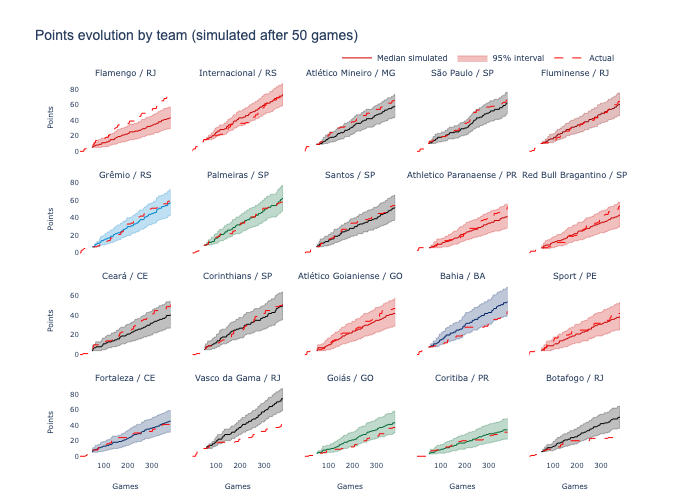 Points evolution by team (simulated after 50 games)
Median simulated 95% interval Actual
Flamengo / RJ Internacional / RS Atlético Mineiro / MG São Paulo / SP Fluminense / RJ
80
60
40
20
0
Points
Grêmio / RS Palmeiras / SP Santos / SP Athletico Paranaense / PR Red Bull Bragantino / SP
80
60
40
20
0
Points
Ceará / CE Corinthians / SP Atlético Goianiense / GO Bahia / BA Sport / PE
60
40
20
0
Points
Fortaleza / CE Vasco da Gama / RJ Goiás / GO Coritiba / PR Botafogo / RJ
80
60
40
20
0
Points
100 200 300 100 200 300 100 200 300 100 200 300 100 200 300
Games Games Games Games Games